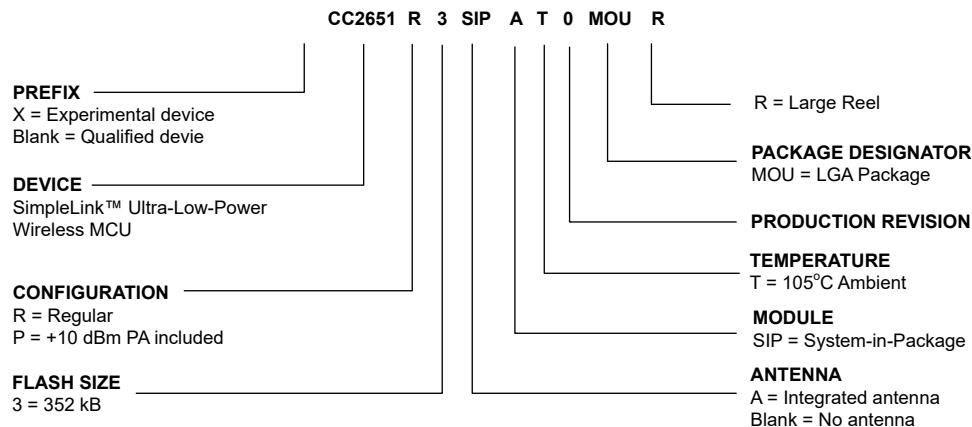 CC2651 R 3 SIP A T 0 MOU R
PREFIX
X = Experimental device
Blank = Qualified devie
DEVICE
SimpleLink™ Ultra-Low-Power
Wireless MCU
CONFIGURATION
R = Regular
P = +10 dBm PA included
FLASH SIZE
3 = 352 kB
R = Large Reel
PACKAGE DESIGNATOR
MOU = LGA Package
PRODUCTION REVISION
TEMPERATURE
T = 105°C Ambient
MODULE
SIP = System-in-Package
ANTENNA
A = Integrated antenna
Blank = No antenna